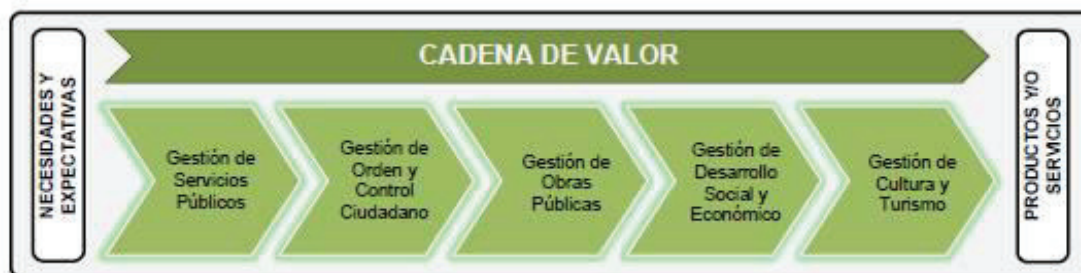 NECESIDADES Y
EXPECTATIVAS
CADENA DE VALOR
Gestión de
Servicios
Públicos
Gestión de
Orden y
Control
Ciudadano
Gestión de
Obras
Públicas
Gestión de
Desarrollo
Social y
Económico
Gestión de
Cultura y
Turismo
PRODUCTOS Y/O
SERVICIOS